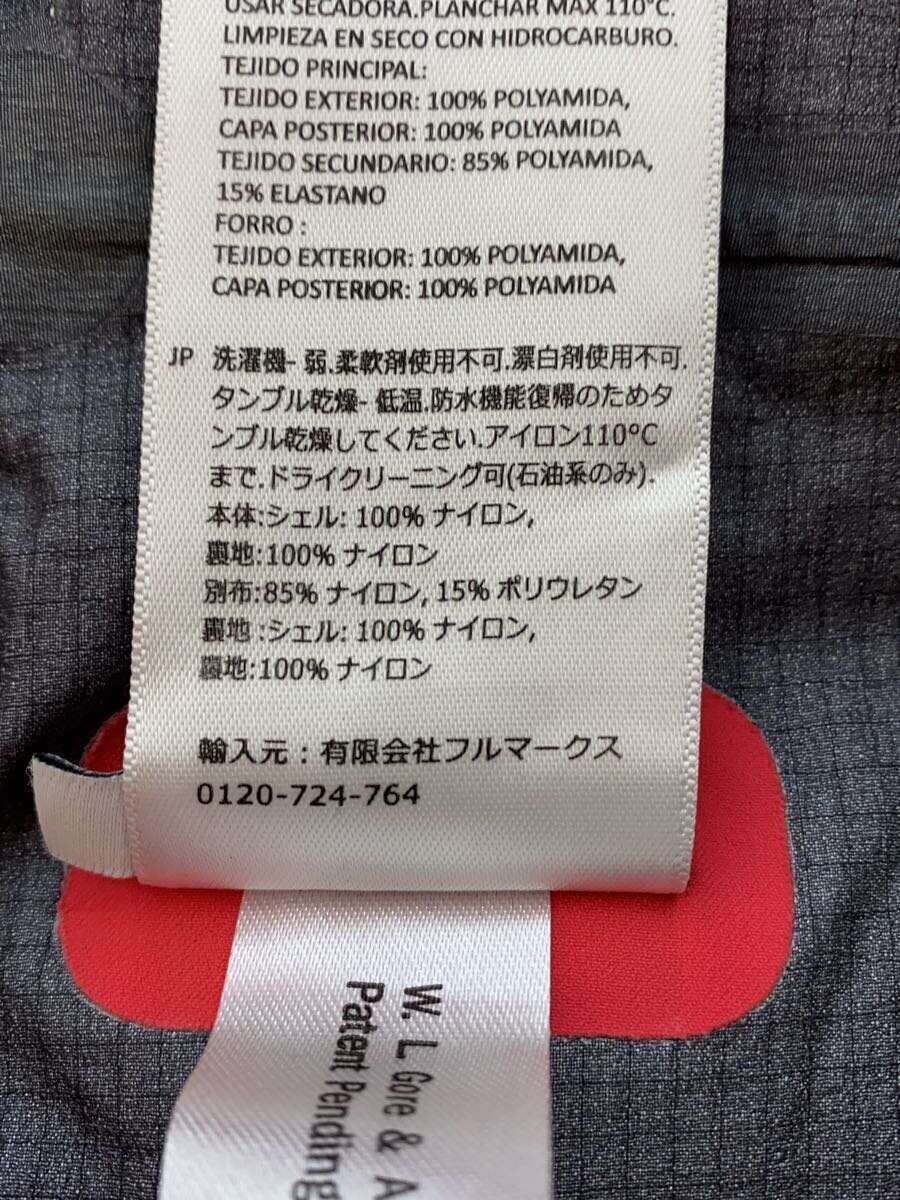 USAR SECADORA.PLANCHAR MAX 110°C.
LIMPIEZA EN SECO CON HIDROCARBURO.
TEJIDO PRINCIPAL:
TEJIDO EXTERIOR: 100% POLYAMIDA,
CAPA POSTERIOR: 100% POLYAMIDA
TEJIDO SECUNDARIO: 85% POLYAMIDA,
15% ELASTANO
FORRO :
TEJIDO EXTERIOR: 100% POLYAMIDA,
CAPA POSTERIOR: 100% POLYAMIDA
JP 洗濯機- 弱.柔軟剤使用不可.漂白剤使用不可.
タンブル乾燥- 低温.防水機能復帰のためタ
ンブル乾燥してください.アイロン110°C
まで.ドライクリーニング可(石油系のみ).
本体:シェル: 100% ナイロン,
裏地:100% ナイロン
別布:85% ナイロン, 15% ポリウレタン
裏地 :シェル: 100% ナイロン,
裏地:100% ナイロン
輸入元 : 有限会社フルマークス
0120-724-764
W. L Gore & A
Patent Pending